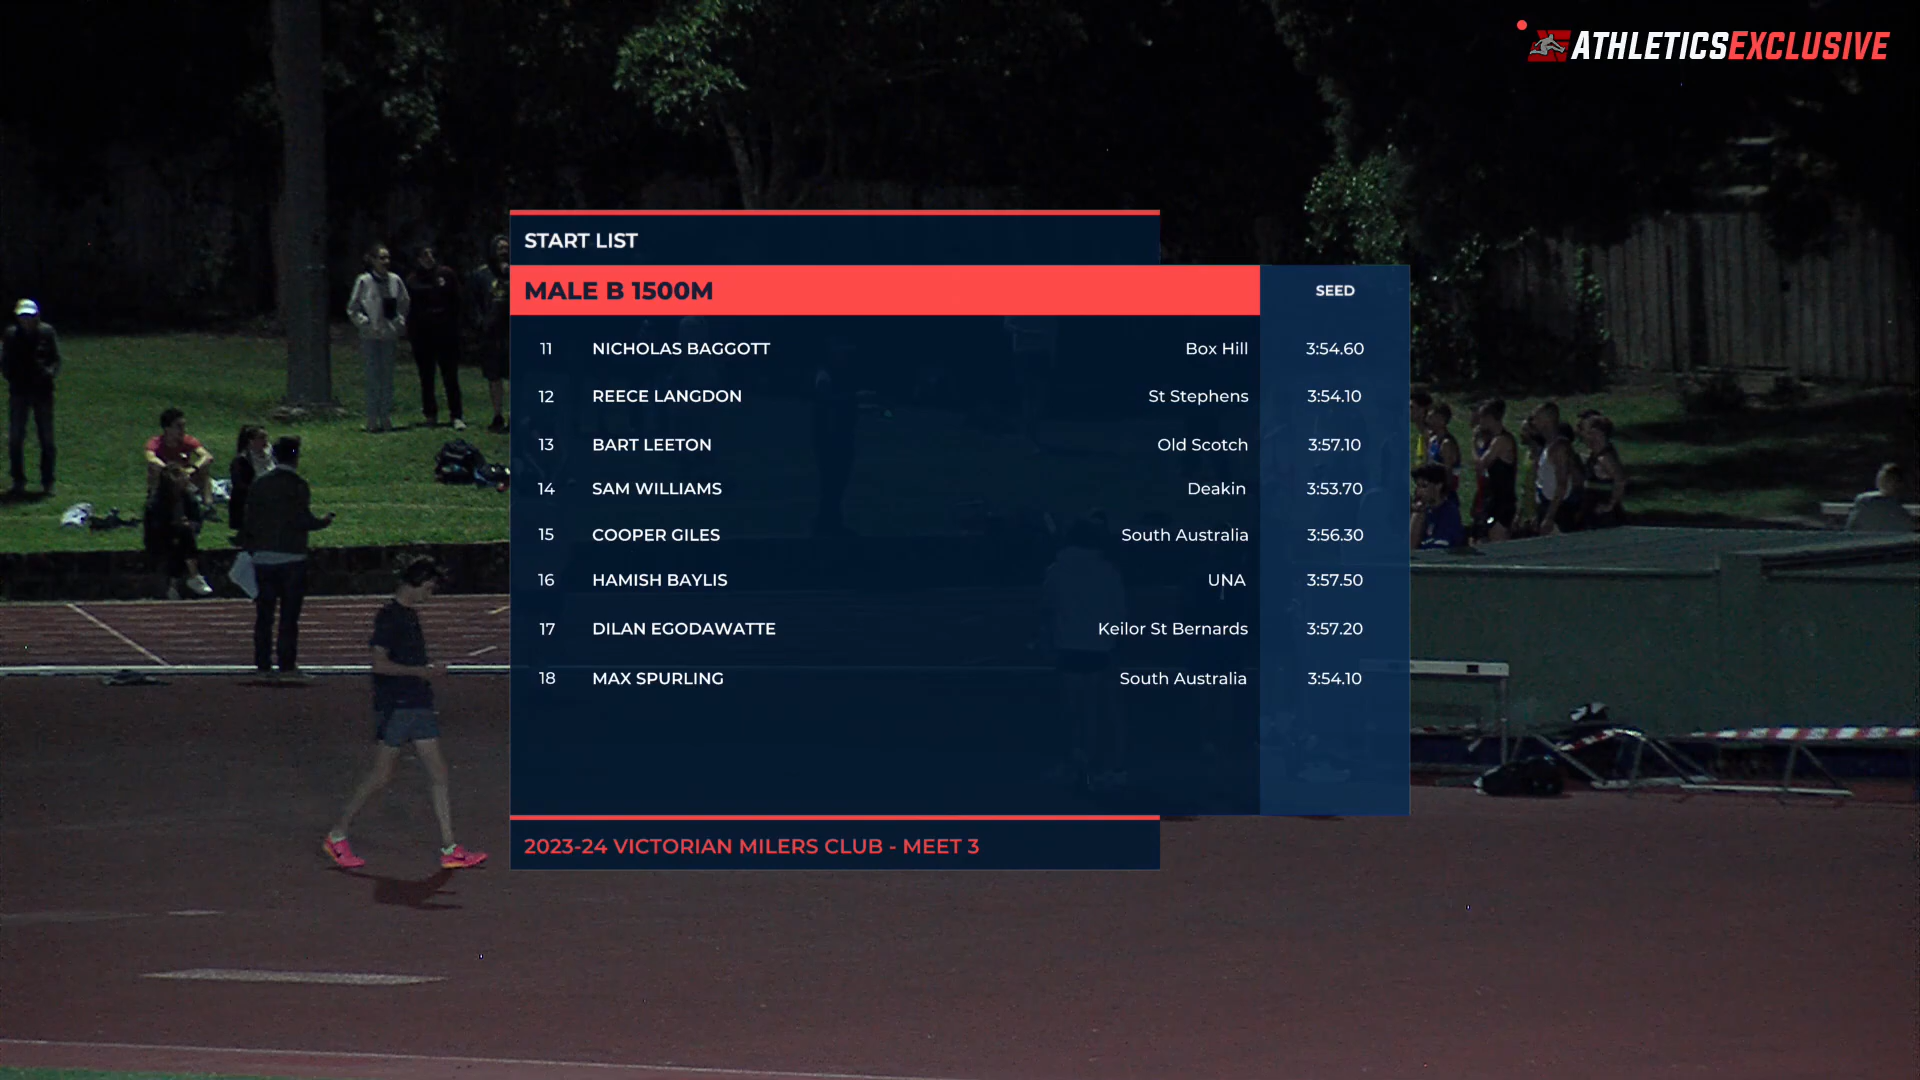 ATHLETICSEXCLUSIVE
START LIST
MALE B 1500M SEED
11 NICHOLAS BAGGOTT Box Hill 3:54.60
12 REECE LANGDON St Stephens 3:54.10
13 BART LEETON Old Scotch 3:57.10
14 SAM WILLIAMS Deakin 3:53.70
15 COOPER GILES South Australia 3:56.30
16 HAMISH BAYLIS UNA 3:57.50
17 DILAN EGODAWATTE Keilor St Bernards 3:57.20
18 MAX SPURLING South Australia 3:54.10
2023-24 VICTORIAN MILERS CLUB - MEET 3